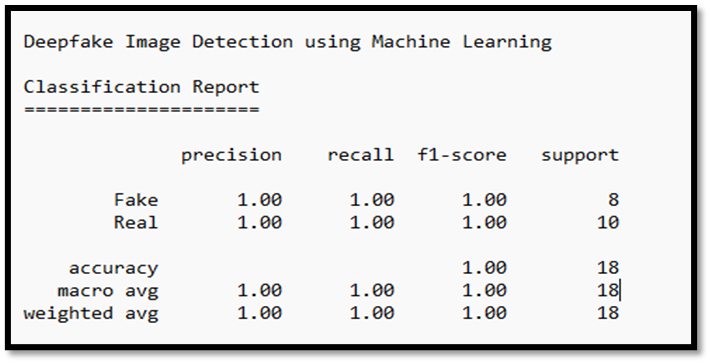 Deepfake Image Detection using Machine Learning
Classification Report
=====================
precision recall f1-score support
Fake 1.00 1.00 1.00 8
Real 1.00 1.00 1.00 10
accuracy 1.00 18
macro avg 1.00 1.00 1.00 18
weighted avg 1.00 1.00 1.00 18